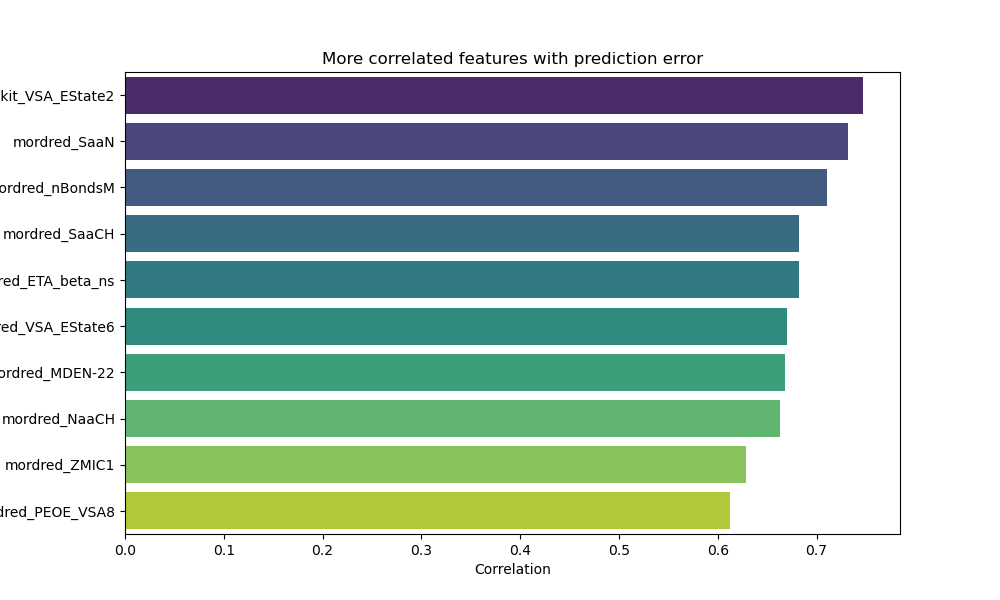 More correlated features with prediction error
kit_VSA_EState2
mordred_SaaN
ordred_nBondsM
mordred_SaaCH
red_ETA_beta_ns
red_VSA_EState6
ordred_MDEN-22
mordred_NaaCH
mordred_ZMIC1
dred_PEOE_VSA8
0.0 0.1 0.2 0.3 0.4 0.5 0.6 0.7
Correlation